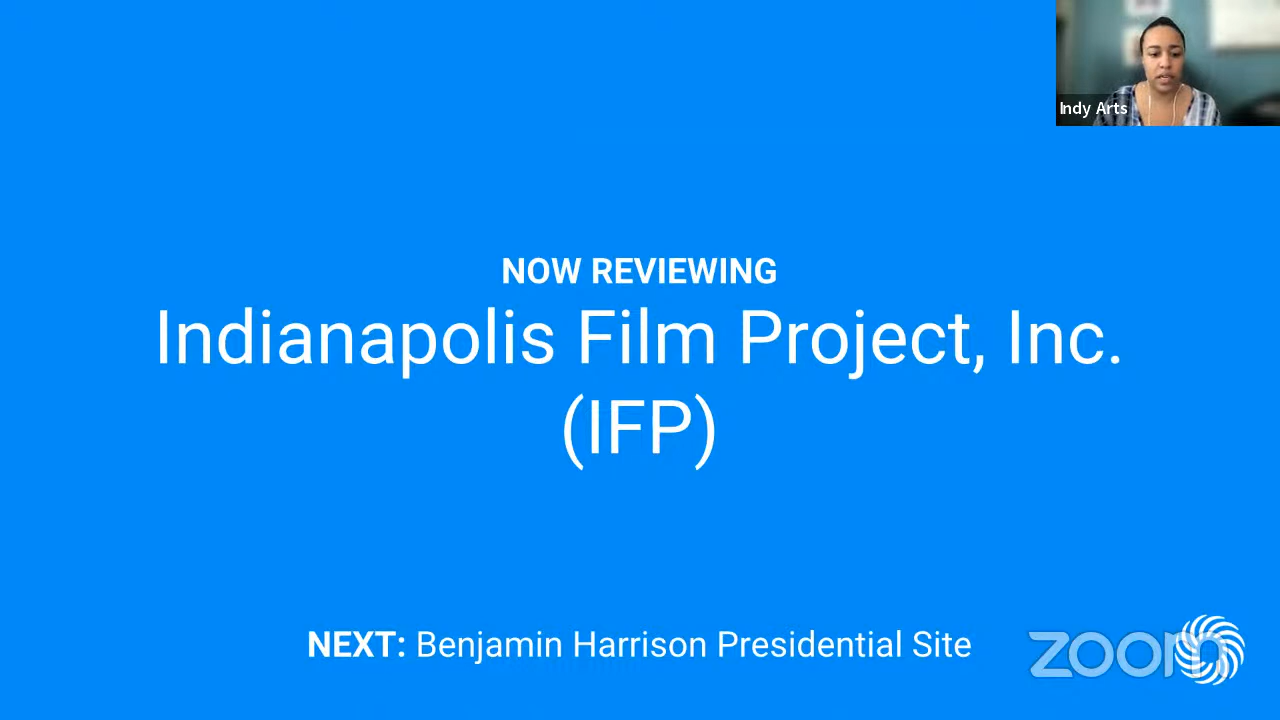 Indy Arts
NOW REVIEWING
Indianapolis Film Project, Inc.
(IFP)
NEXT: Benjamin Harrison Presidential Site
zoom